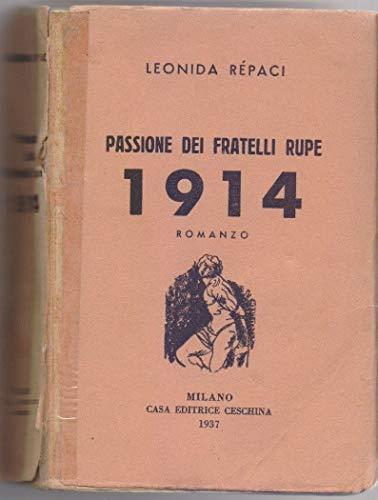 LEONIDA RÉPACI
PASSIONE DEI FRATELLI RUPE
1914
ROMANZO
MILANO
CASA EDITRICE CESCHINA
1937